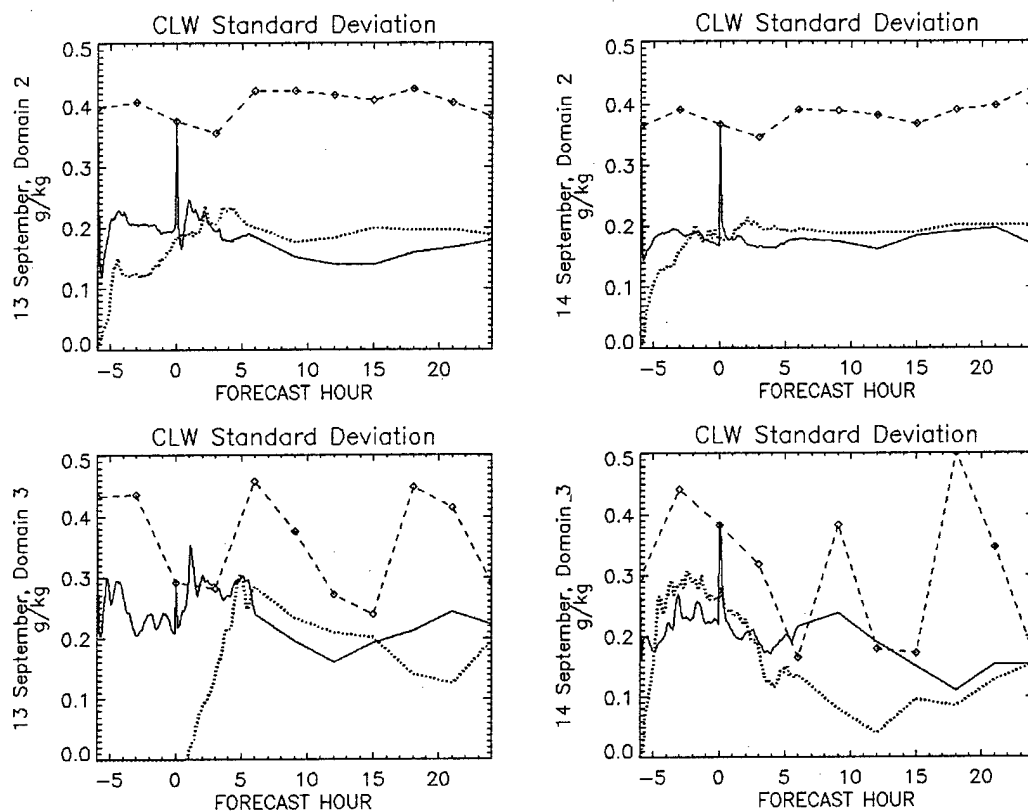 CLW Standard Deviation
13 September, Domain 2
g/kg
0.5
0.4
0.3
0.2
0.1
0.0
−5 0 5 10 15 20
FORECAST HOUR
CLW Standard Deviation
14 September, Domain 2
g/kg
0.5
0.4
0.3
0.2
0.1
0.0
−5 0 5 10 15 20
FORECAST HOUR
CLW Standard Deviation
13 September, Domain 3
g/kg
0.5
0.4
0.3
0.2
0.1
0.0
−5 0 5 10 15 20
FORECAST HOUR
CLW Standard Deviation
14 September, Domain 3
g/kg
0.5
0.4
0.3
0.2
0.1
0.0
−5 0 5 10 15 20
FORECAST HOUR